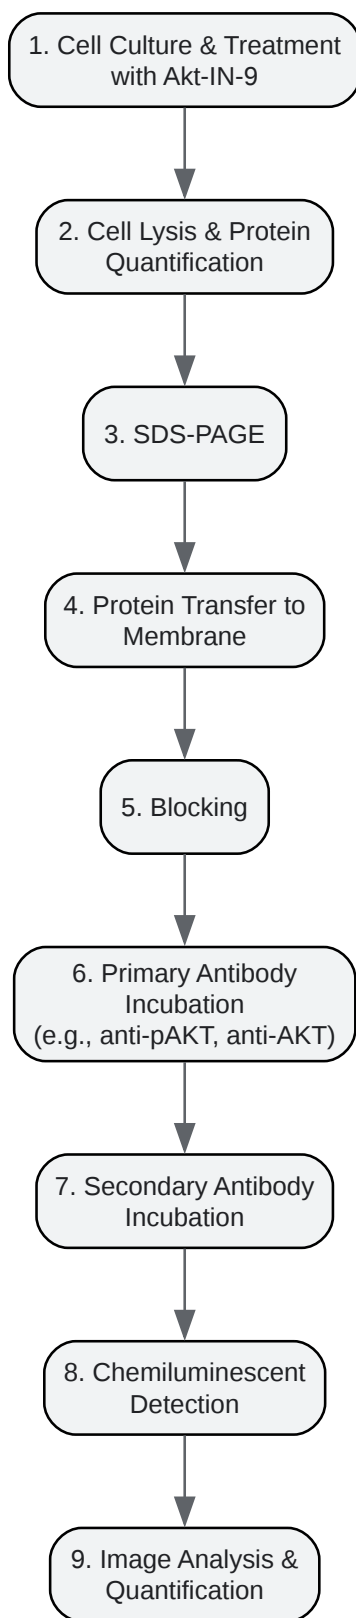 1. Cell Culture & Treatment
with Akt-IN-9
2. Cell Lysis & Protein
Quantification
3. SDS-PAGE
4. Protein Transfer to
Membrane
5. Blocking
6. Primary Antibody
Incubation
(e.g., anti-pAKT, anti-AKT)
7. Secondary Antibody
Incubation
8. Chemiluminescent
Detection
9. Image Analysis &
Quantification